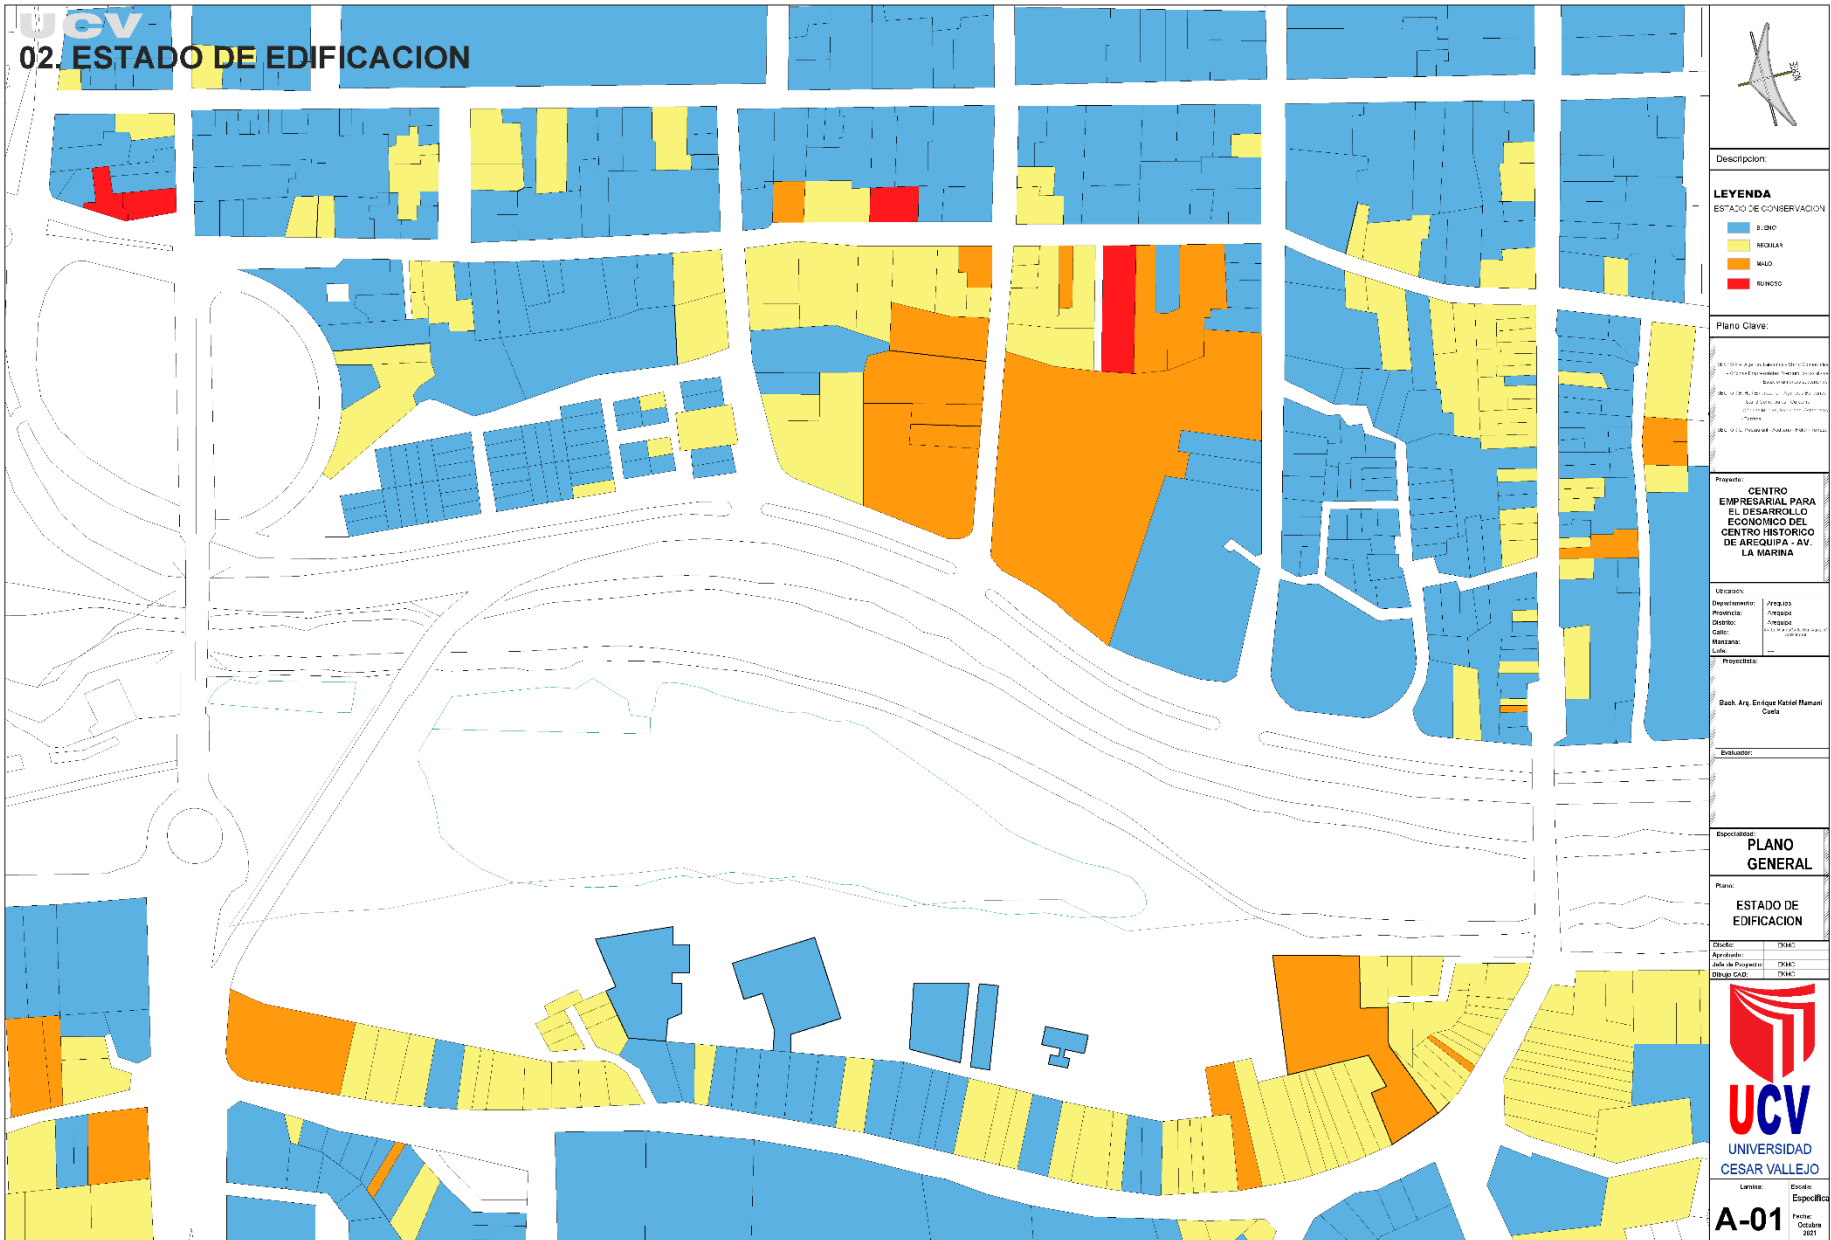 UCV
02. ESTADO DE EDIFICACION
NORTE
Descripcion:
LEYENDA
ESTADO DE CONSERVACION
BUENO
REGULAR
MALO
RUINOSO
Plano Clave:
Proyecto:
CENTRO
EMPRESARIAL PARA
EL DESARROLLO
ECONOMICO DEL
CENTRO HISTORICO
DE AREQUIPA - AV.
LA MARINA
Ubicación:
Departamento: Arequipa
Provincia: Arequipa
Distrito: Arequipa
Calle:
Manzana:
Lote: ---
Proyectista:
Bach. Arq. Enrique Katriel Mamani
Evaluador:
Especialidad:
PLANO
GENERAL
Plano:
ESTADO DE
EDIFICACION
Diseño: EKMC
Aprobado:
Jefe de Proyecto: EKMC
Dibujo CAD: EKMC
UCV
UNIVERSIDAD
CESAR VALLEJO
Lamina:
A-01
Escala:
Especifica
Fecha:
Octubre
2021